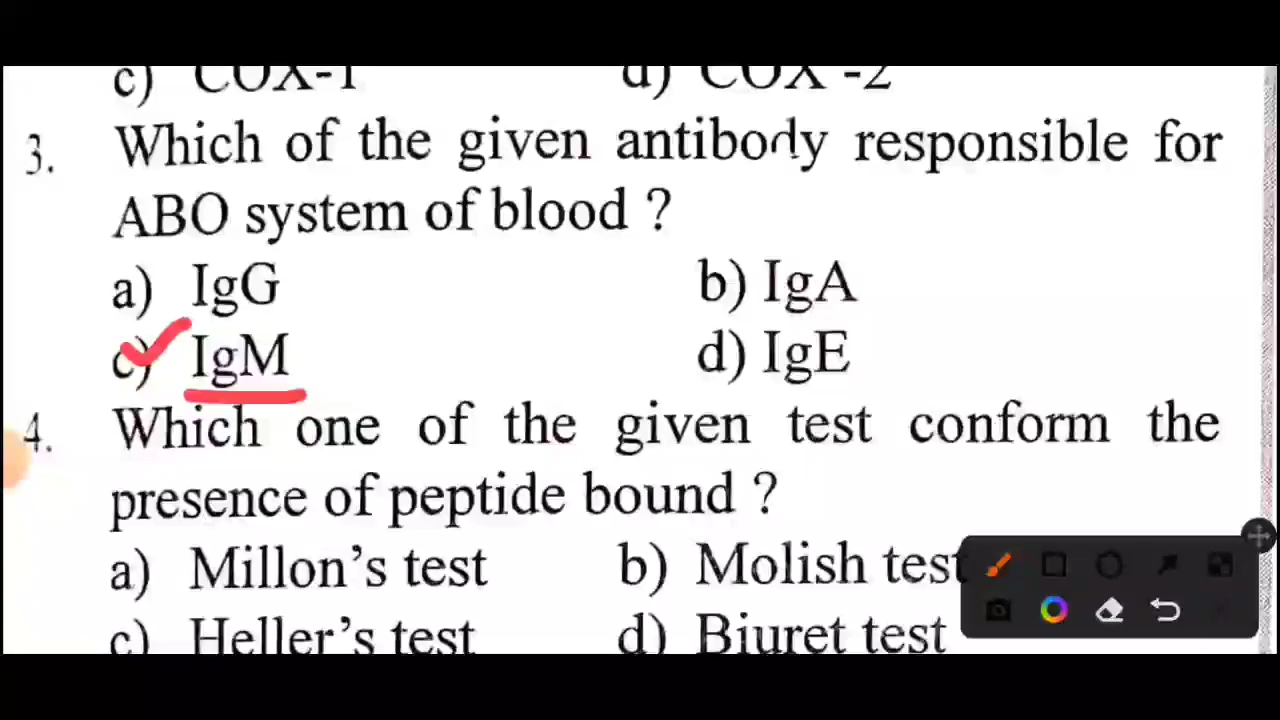 c) COX-1 d) COX -2
3. Which of the given antibody responsible for
ABO system of blood ?
a) IgG b) IgA
c) IgM d) IgE
4. Which one of the given test conform the
presence of peptide bound ?
a) Millon's test b) Molish test
c) Heller's test d) Biuret test